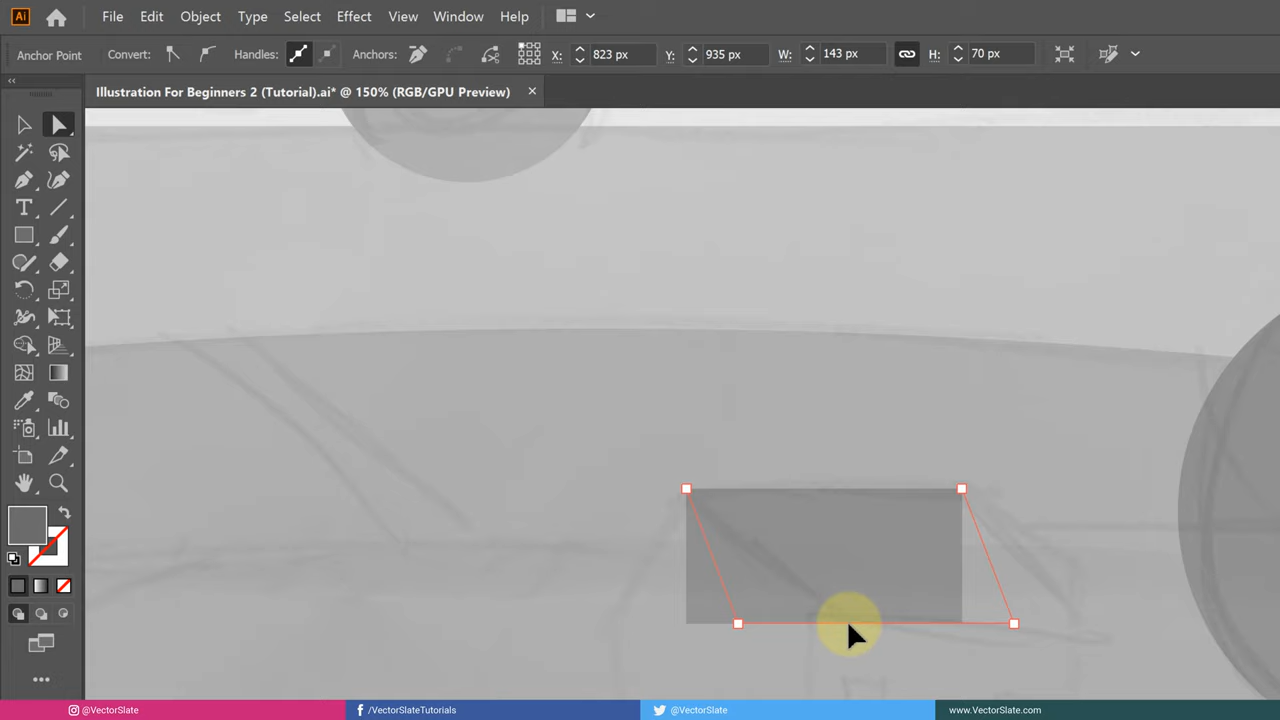 Ai File Edit Object Type Select Effect View Window Help
Anchor Point Convert: Handles: Anchors: X: 823 px Y: 935 px W: 143 px H: 70 px
Illustration For Beginners 2 (Tutorial).ai* @ 150% (RGB/GPU Preview) ×
@VectorSlate /VectorSlateTutorials @VectorSlate www.VectorSlate.com